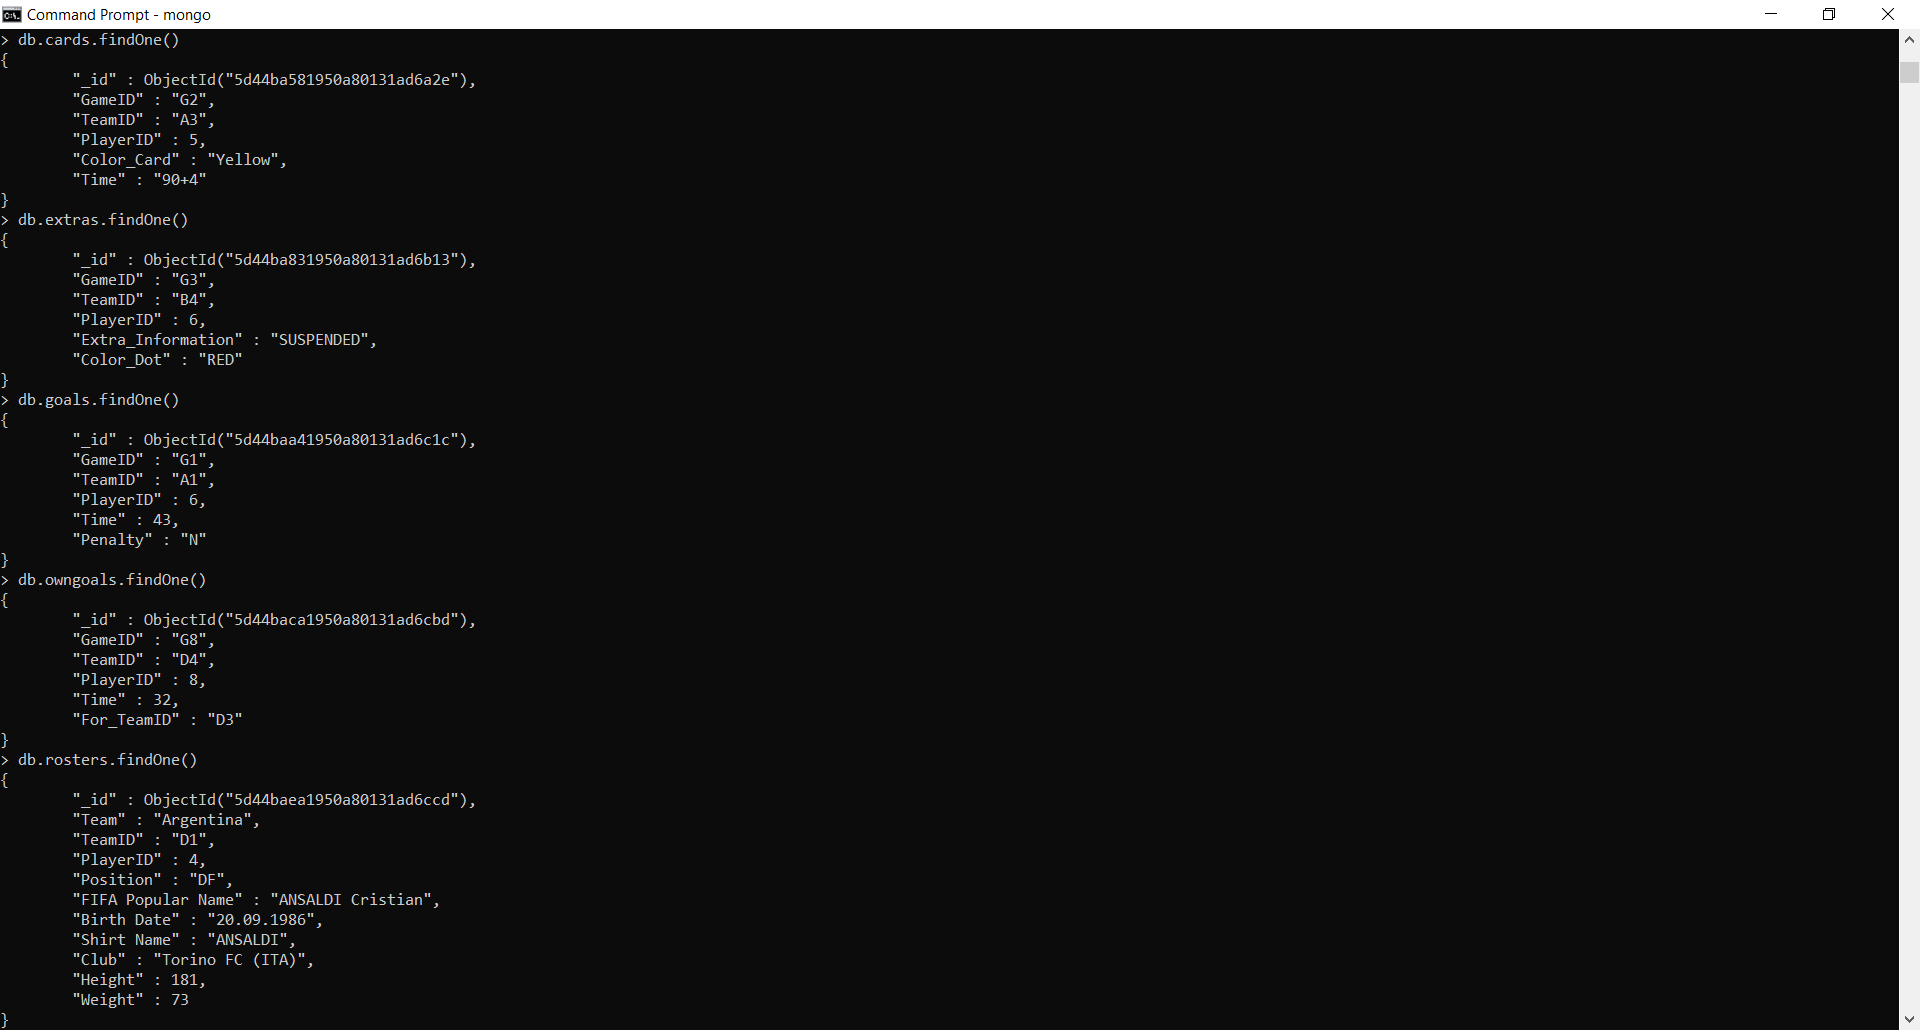 Command Prompt - mongo
> db.cards.findOne()
{
        "_id" : ObjectId("5d44ba581950a80131ad6a2e"),
        "GameID" : "G2",
        "TeamID" : "A3",
        "PlayerID" : 5,
        "Color_Card" : "Yellow",
        "Time" : "90+4"
}
> db.extras.findOne()
{
        "_id" : ObjectId("5d44ba831950a80131ad6b13"),
        "GameID" : "G3",
        "TeamID" : "B4",
        "PlayerID" : 6,
        "Extra_Information" : "SUSPENDED",
        "Color_Dot" : "RED"
}
> db.goals.findOne()
{
        "_id" : ObjectId("5d44baa41950a80131ad6c1c"),
        "GameID" : "G1",
        "TeamID" : "A1",
        "PlayerID" : 6,
        "Time" : 43,
        "Penalty" : "N"
}
> db.owngoals.findOne()
{
        "_id" : ObjectId("5d44baca1950a80131ad6cbd"),
        "GameID" : "G8",
        "TeamID" : "D4",
        "PlayerID" : 8,
        "Time" : 32,
        "For_TeamID" : "D3"
}
> db.rosters.findOne()
{
        "_id" : ObjectId("5d44baea1950a80131ad6ccd"),
        "Team" : "Argentina",
        "TeamID" : "D1",
        "PlayerID" : 4,
        "Position" : "DF",
        "FIFA Popular Name" : "ANSALDI Cristian",
        "Birth Date" : "20.09.1986",
        "Shirt Name" : "ANSALDI",
        "Club" : "Torino FC (ITA)",
        "Height" : 181,
        "Weight" : 73
}